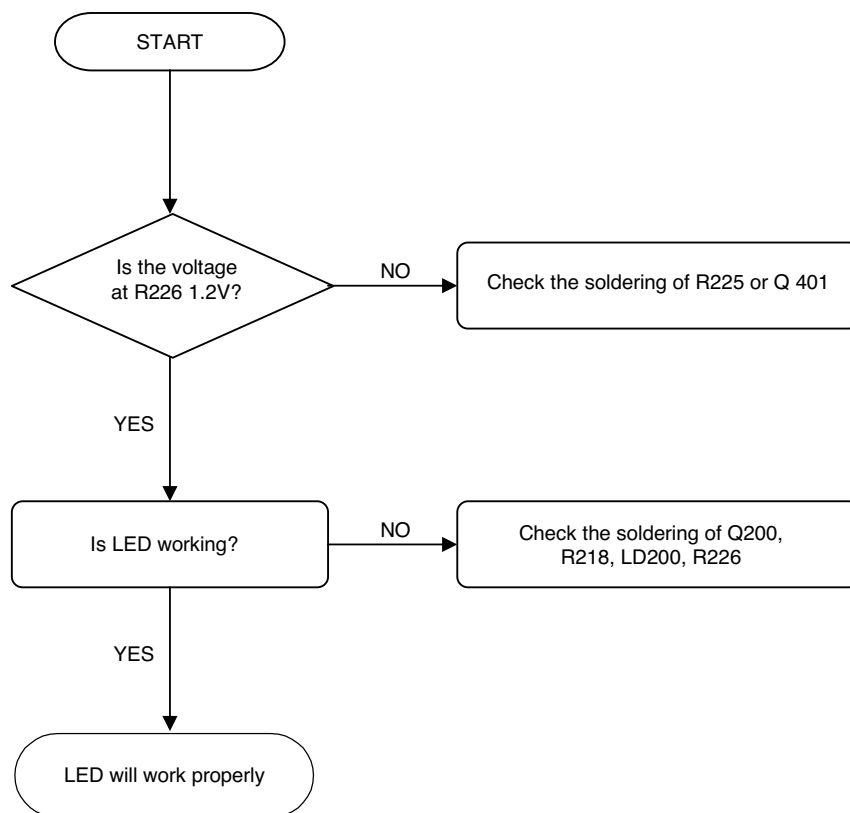 START
Is the voltage
at R226 1.2V?
NO
Check the soldering of R225 or Q 401
YES
Is LED working?
NO
Check the soldering of Q200,
R218, LD200, R226
YES
LED will work properly